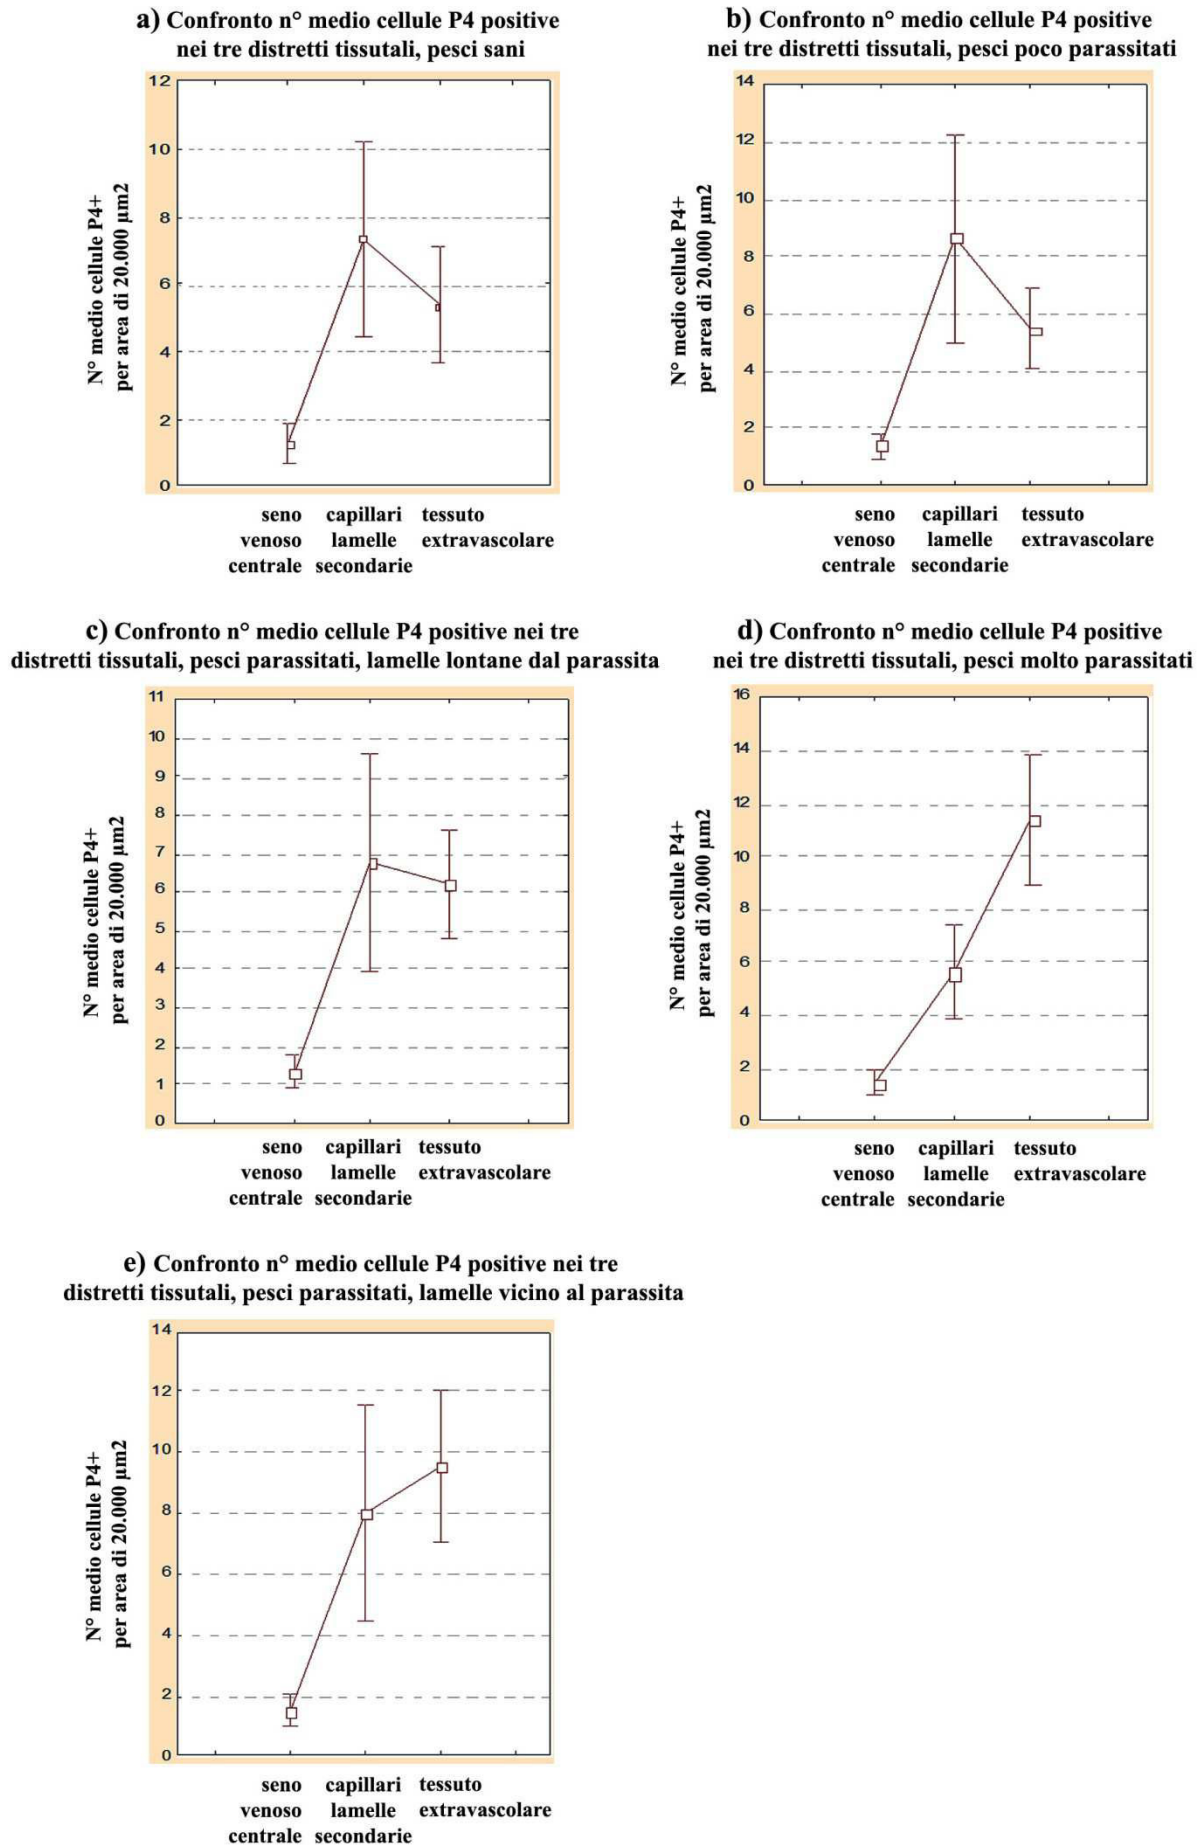 a) Confronto n° medio cellule P4 positive
nei tre distretti tissutali, pesci sani
N° medio cellule P4+
per area di 20.000 µm2
12
10
8
6
4
2
0
seno capillari tessuto
venoso lamelle extravascolare
centrale secondarie
b) Confronto n° medio cellule P4 positive
nei tre distretti tissutali, pesci poco parassitati
N° medio cellule P4+
per area di 20.000 µm2
14
12
10
8
6
4
2
0
seno capillari tessuto
venoso lamelle extravascolare
centrale secondarie
c) Confronto n° medio cellule P4 positive nei tre
distretti tissutali, pesci parassitati, lamelle lontane dal parassita
N° medio cellule P4+
per area di 20.000 µm2
11
10
9
8
7
6
5
4
3
2
1
0
seno capillari tessuto
venoso lamelle extravascolare
centrale secondarie
d) Confronto n° medio cellule P4 positive
nei tre distretti tissutali, pesci molto parassitati
N° medio cellule P4+
per area di 20.000 µm2
16
14
12
10
8
6
4
2
0
seno capillari tessuto
venoso lamelle extravascolare
centrale secondarie
e) Confronto n° medio cellule P4 positive nei tre
distretti tissutali, pesci parassitati, lamelle vicino al parassita
N° medio cellule P4+
per area di 20.000 µm2
14
12
10
8
6
4
2
0
seno capillari tessuto
venoso lamelle extravascolare
centrale secondarie